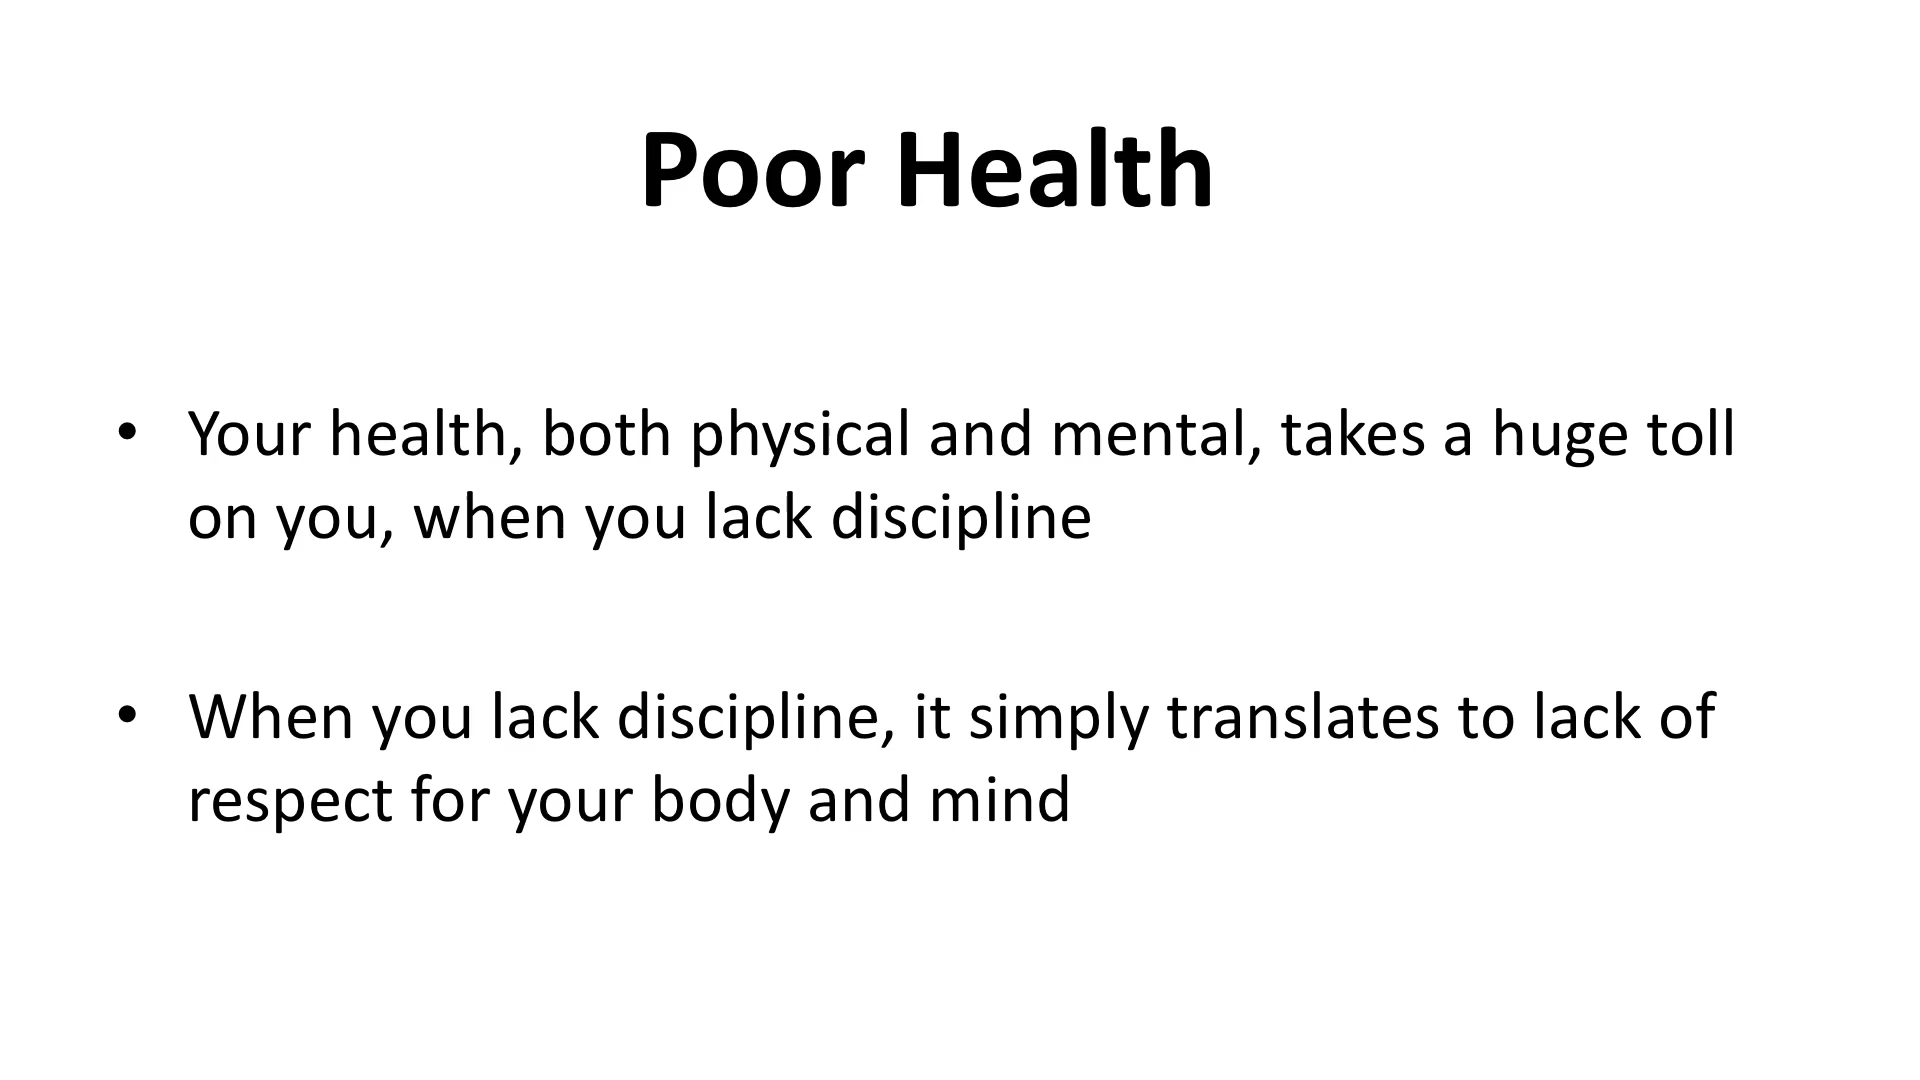 Poor Health
• Your health, both physical and mental, takes a huge toll
on you, when you lack discipline
• When you lack discipline, it simply translates to lack of
respect for your body and mind